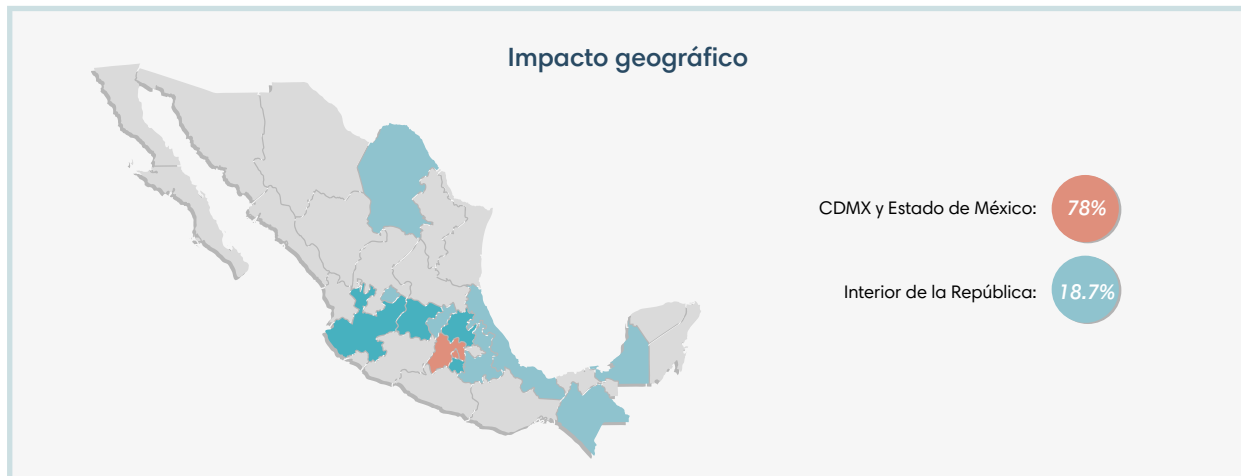 Impacto geográfico
CDMX y Estado de México: 78%
Interior de la República: 18.7%